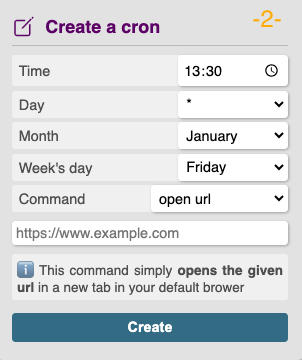 Create a cron
-2-
Time 13:30
Day *
Month January
Week's day Friday
Command open url
https://www.example.com
ℹ️ This command simply opens the given
url in a new tab in your default brower
Create